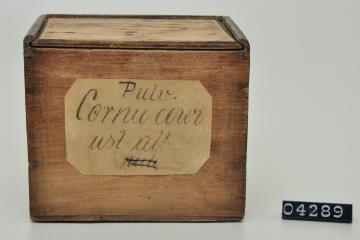 Pulv.
Cornu cerv
ust. alb
04289